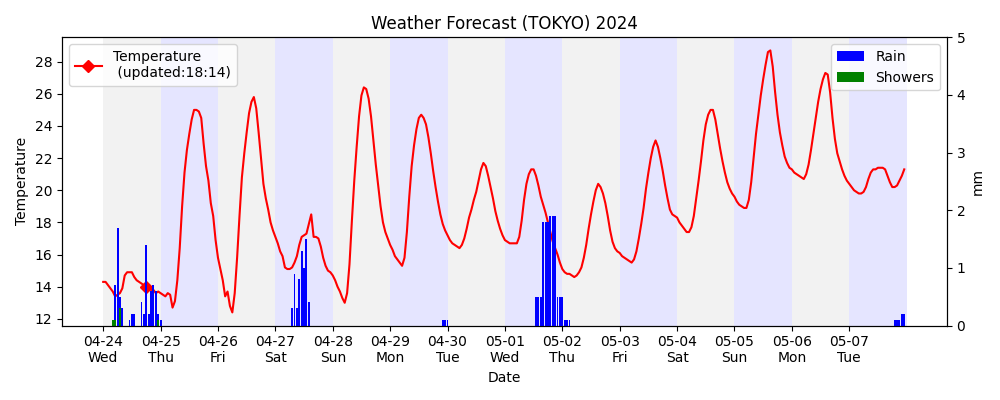 Weather Forecast (TOKYO) 2024
Temperature
(updated:18:14)
Rain
Showers
Temperature
28
26
24
22
20
18
16
14
12
5
4
3
2
1
0
mm
04-24 04-25 04-26 04-27 04-28 04-29 04-30 05-01 05-02 05-03 05-04 05-05 05-06 05-07
Wed Thu Fri Sat Sun Mon Tue Wed Thu Fri Sat Sun Mon Tue
Date